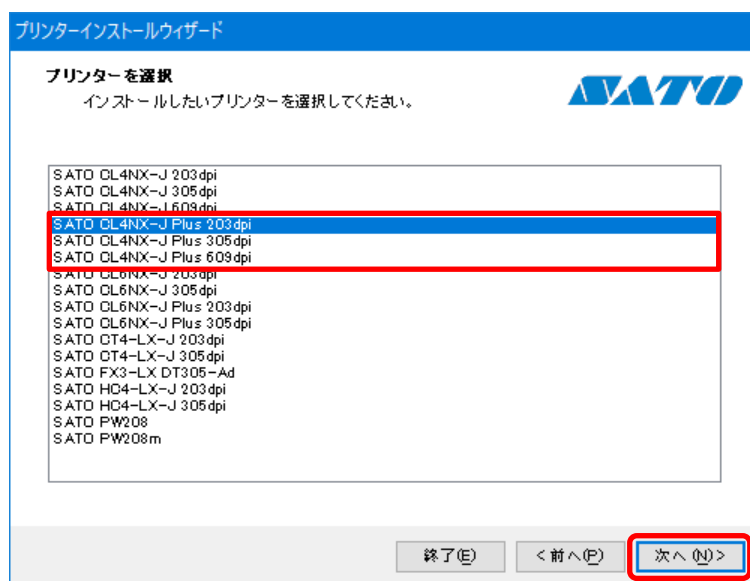 プリンターインストールウィザード
プリンターを選択
インストールしたいプリンターを選択してください。
SATO
SATO CL4NX-J 203dpi
SATO CL4NX-J 305dpi
SATO CL4NX-J 609dpi
SATO CL4NX-J Plus 203dpi
SATO CL4NX-J Plus 305dpi
SATO CL4NX-J Plus 609dpi
SATO CL6NX-J 203dpi
SATO CL6NX-J 305dpi
SATO CL6NX-J Plus 203dpi
SATO CL6NX-J Plus 305dpi
SATO CT4-LX-J 203dpi
SATO CT4-LX-J 305dpi
SATO FX3-LX DT305-Ad
SATO HC4-LX-J 203dpi
SATO HC4-LX-J 305dpi
SATO PW208
SATO PW208m
終了(E) <前へ(P) 次へ(N)>